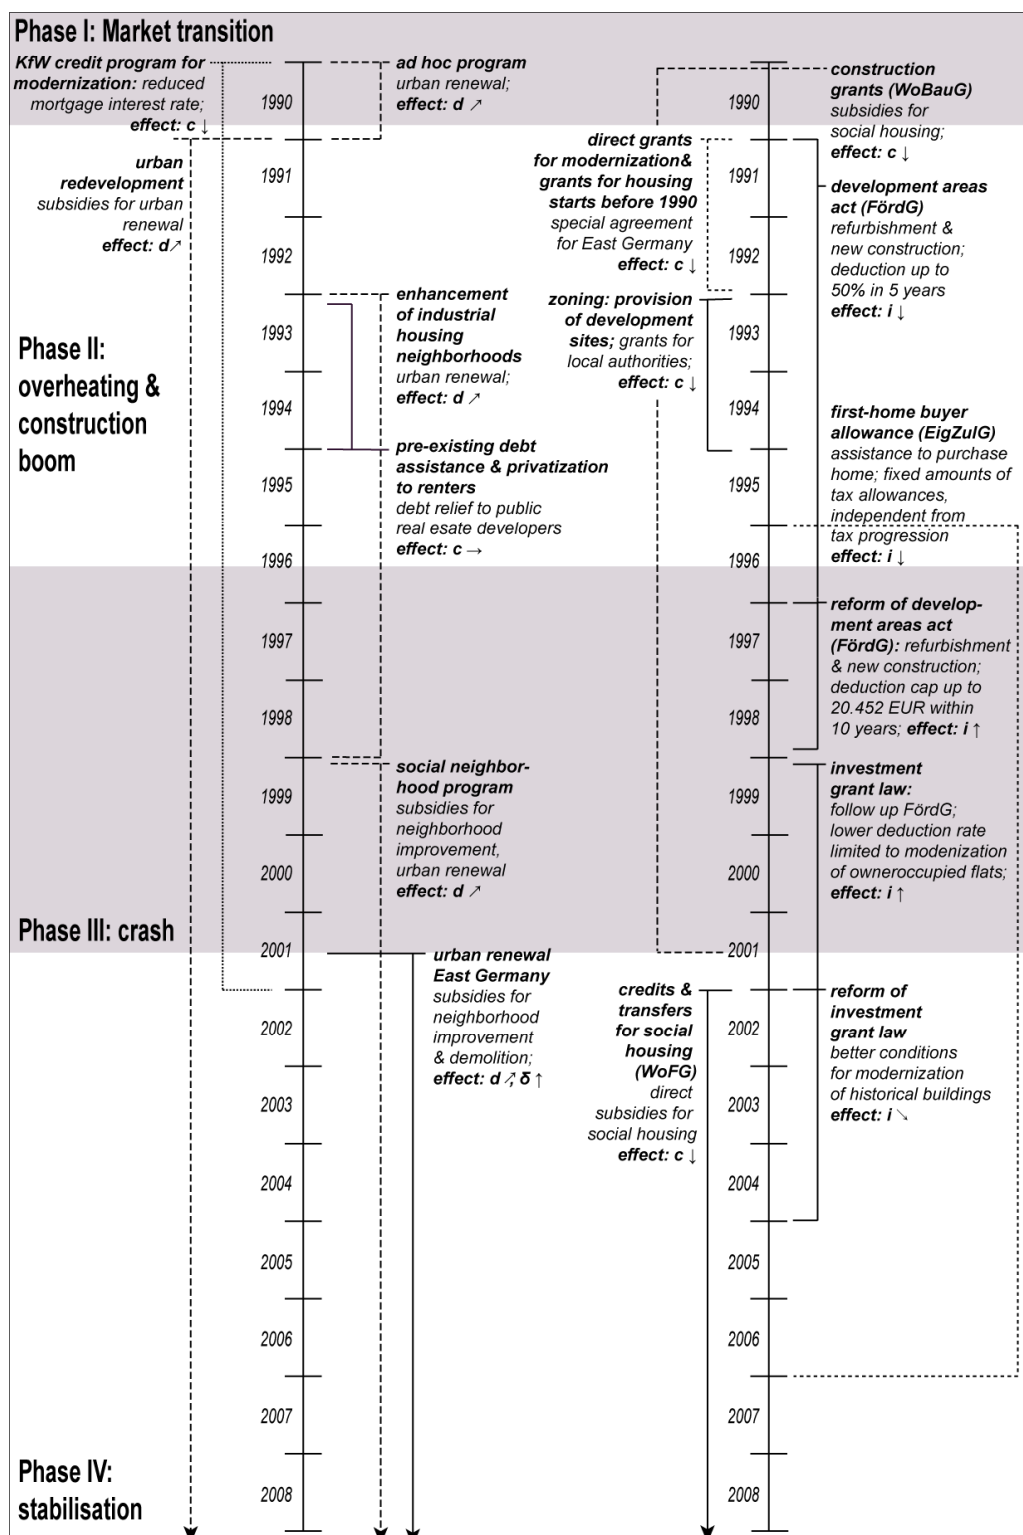 Phase I: Market transition
KfW credit program for
modernization: reduced
mortgage interest rate;
effect: c ↓
urban
redevelopment
subsidies for urban
renewal
effect: d↗
Phase II:
overheating &
construction
boom
Phase III: crash
Phase IV:
stabilisation
1990
1991
1992
1993
1994
1995
1996
1997
1998
1999
2000
2001
2002
2003
2004
2005
2006
2007
2008
ad hoc program
urban renewal;
effect: d ↗
enhancement
of industrial
housing
neighborhoods
urban renewal;
effect: d ↗
pre-existing debt
assistance & privatization
to renters
debt relief to public
real esate developers
effect: c →
social neighbor-
hood program
subsidies for
neighborhood
improvement,
urban renewal
effect: d ↗
urban renewal
East Germany
subsidies for
neighborhood
improvement
& demolition;
effect: d ↗, δ ↑
direct grants
for modernization&
grants for housing
starts before 1990
special agreement
for East Germany
effect: c ↓
zoning: provision
of development
sites; grants for
local authorities;
effect: c ↓
credits &
transfers
for social
housing
(WoFG)
direct
subsidies for
social housing
effect: c ↓
1990
1991
1992
1993
1994
1995
1996
1997
1998
1999
2000
2001
2002
2003
2004
2005
2006
2007
2008
construction
grants (WoBauG)
subsidies for
social housing;
effect: c ↓
development areas
act (FördG)
refurbishment &
new construction;
deduction up to
50% in 5 years
effect: i ↓
first-home buyer
allowance (EigZulG)
assistance to purchase
home; fixed amounts of
tax allowances,
independent from
tax progression
effect: i ↓
reform of develop-
ment areas act
(FördG): refurbishment
& new construction;
deduction cap up to
20.452 EUR within
10 years; effect: i ↑
investment
grant law:
follow up FördG;
lower deduction rate
limited to modenization
of owneroccupied flats;
effect: i ↑
reform of
investment
grant law
better conditions
for modernization
of historical buildings
effect: i ↘